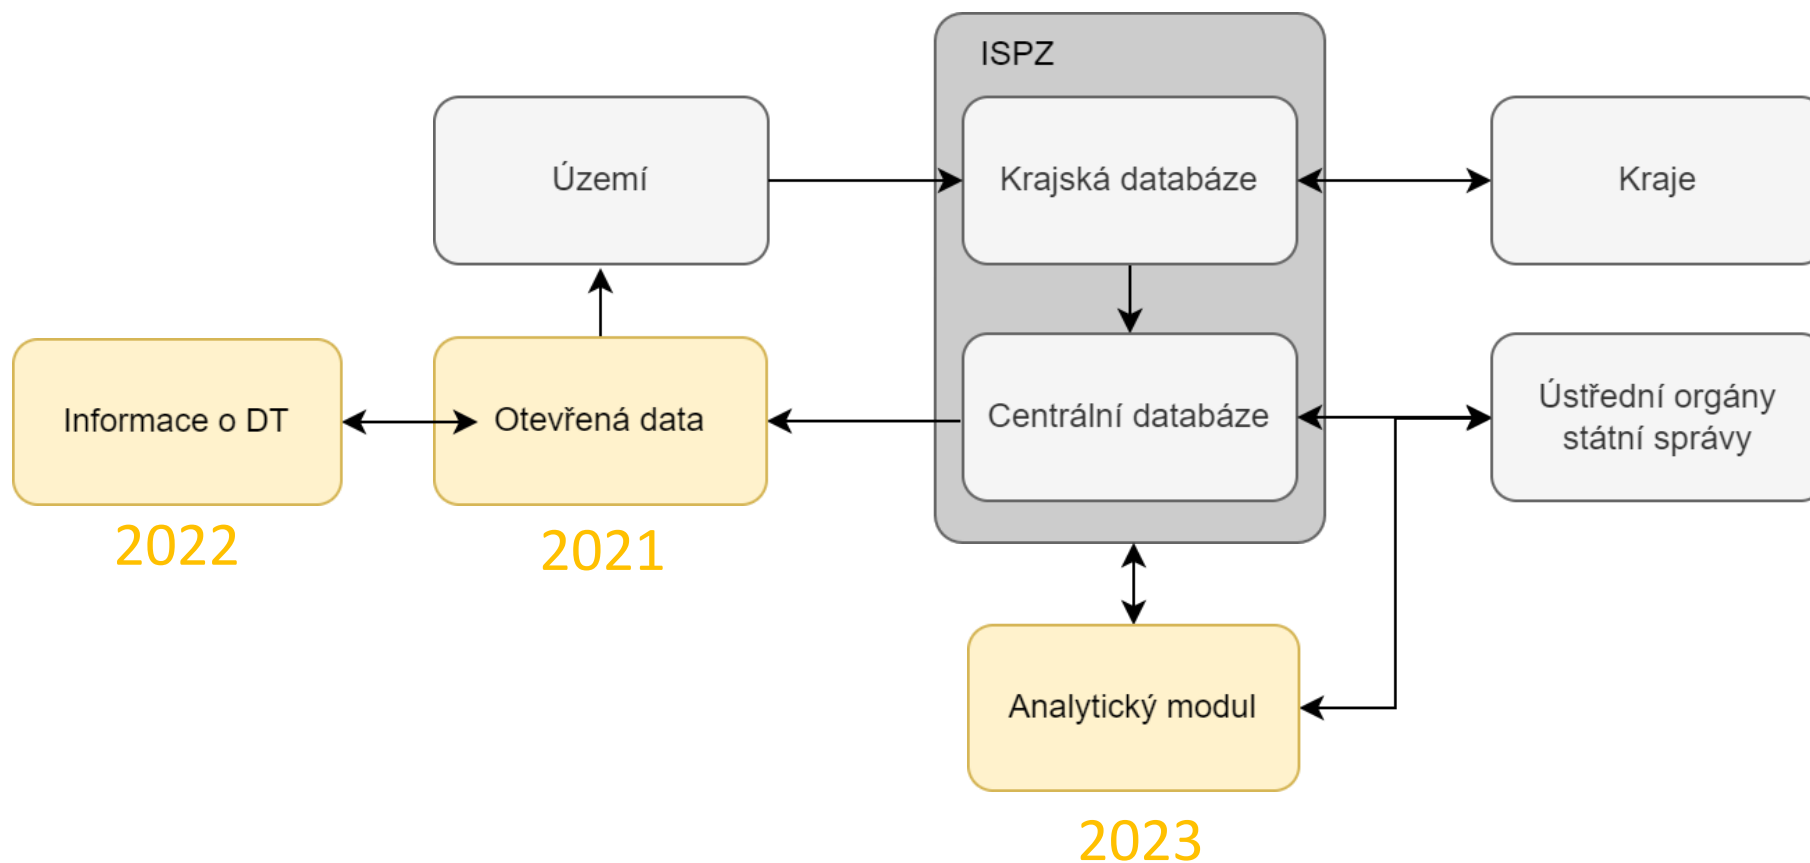 ISPZ
Území
Krajská databáze
Kraje
Informace o DT
Otevřená data
Centrální databáze
Ústřední orgány
státní správy
2022
2021
Analytický modul
2023